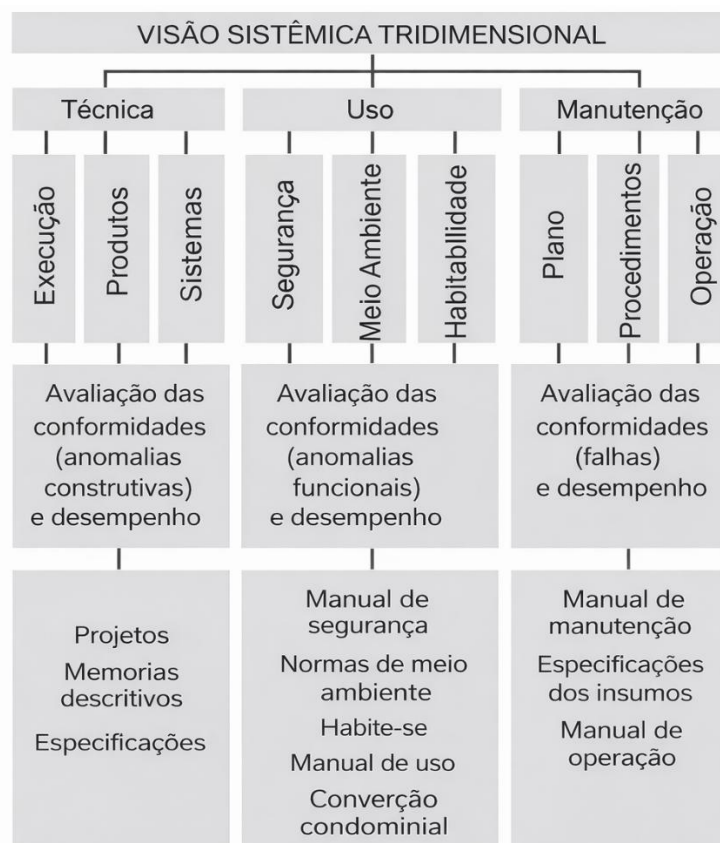 VISÃO SISTÊMICA TRIDIMENSIONAL
Técnica
Uso
Manutenção
Execução
Produtos
Sistemas
Segurança
Meio Ambiente
Habitabllidade
Plano
Procedimentos
Operação
Avaliação das
conformidades
(anomalias
construtivas)
e desempenho
Avaliação das
conformidades
(anomalias
funcionais)
e desempenho
Avaliação das
conformidades
(falhas)
e desempenho
Projetos
Memorias
descritivos
Especificações
Manual de
segurança
Normas de meio
ambiente
Habite-se
Manual de uso
Converção
condominial
Manual de
manutenção
Especificações
dos insumos
Manual de
operação